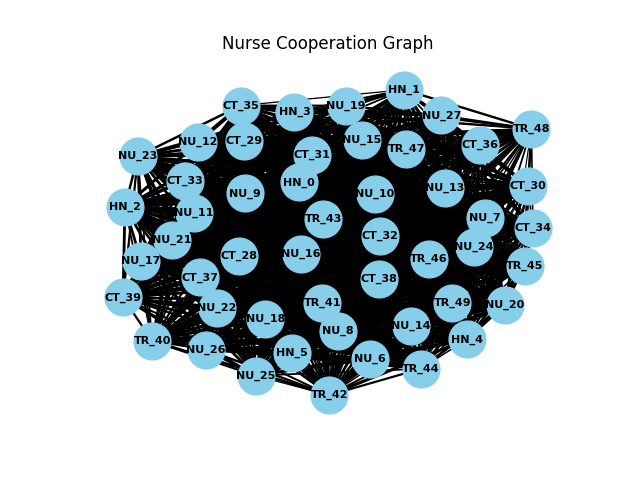 Nurse Cooperation Graph
HN_1
CT_35
NU_19
HN_3
NU_27
TR_48
NU_12
CT_29
NU_15
CT_36
TR_47
NU_23
CT_31
CT_33
HN_0
CT_30
NU_13
NU_9
NU_10
HN_2
NU_11
NU_7
TR_43
CT_34
CT_32
NU_21
NU_24
NU_16
CT_28
NU_17
TR_46
TR_45
CT_37
CT_38
CT_39
TR_41
TR_49
NU_20
NU_22
NU_18
NU_14
NU_8
TR_40
HN_4
NU_26
HN_5
NU_6
TR_44
NU_25
TR_42